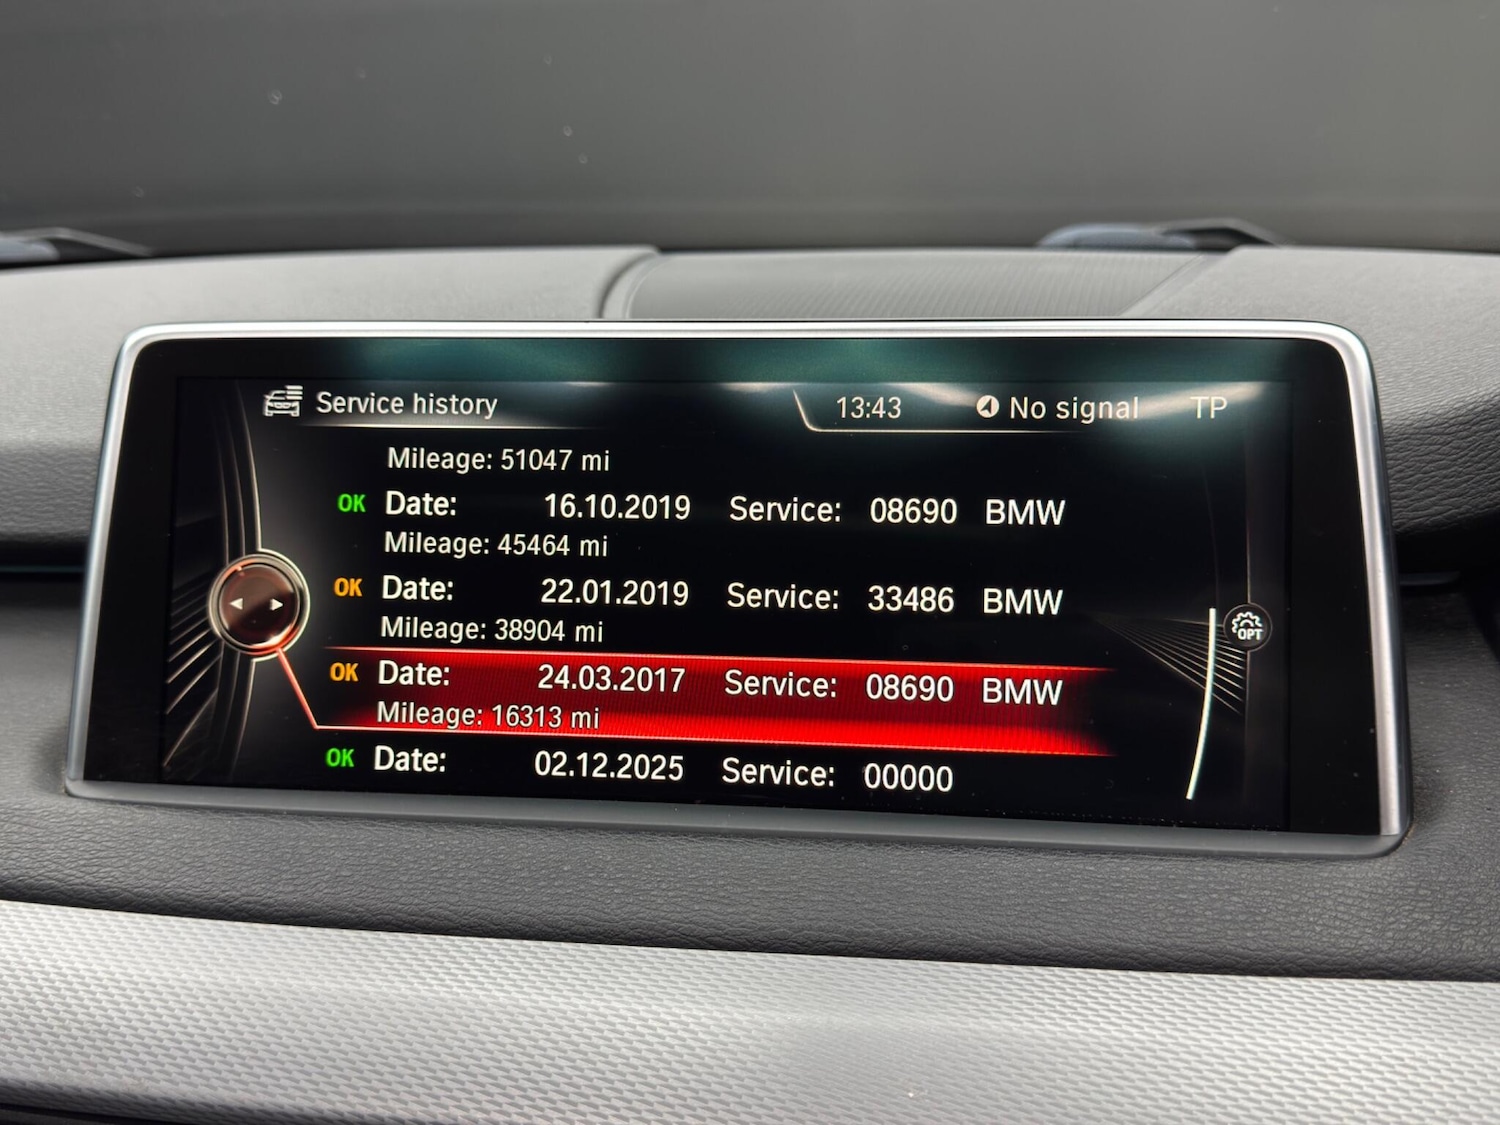 Service history 13:43 No signal TP
Mileage: 51047 mi
OK Date: 16.10.2019 Service: 08690 BMW
Mileage: 45464 mi
OK Date: 22.01.2019 Service: 33486 BMW
Mileage: 38904 mi
OPT
OK Date: 24.03.2017 Service: 08690 BMW
Mileage: 16313 mi
OK Date: 02.12.2025 Service: 00000